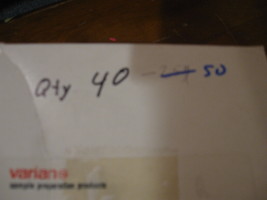 Qty 40 — 50
varian
sample preparation products